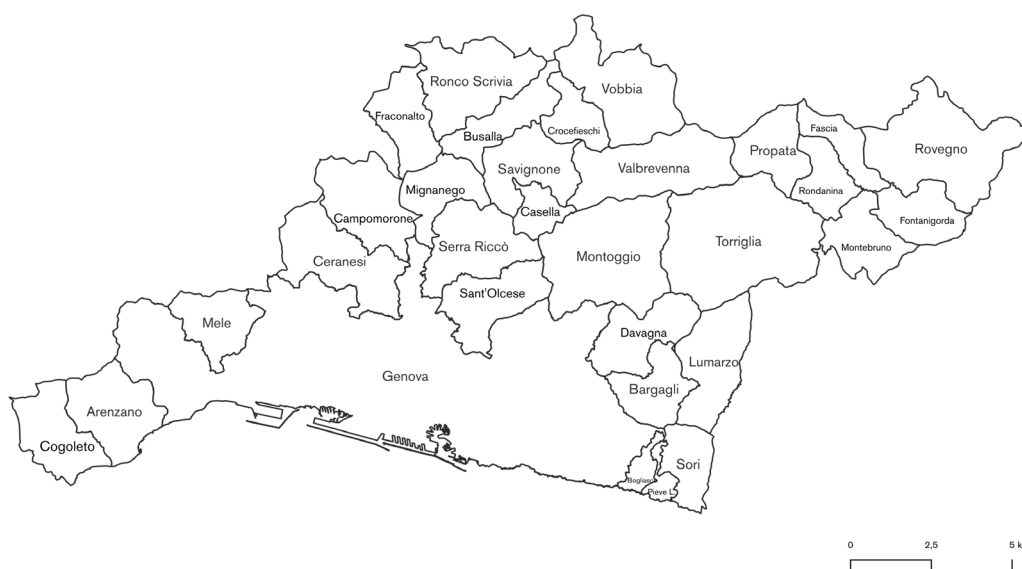 Ronco Scrivia
Vobbia
Fraconalto
Busalla
Crocefieschi
Fascia
Propata
Rovegno
Savignone
Valbrevenna
Mignanego
Rondanina
Campomorone
Casella
Fontanigorda
Serra Riccò
Torriglia
Montebruno
Ceranesi
Montoggio
Sant'Olcese
Mele
Davagna
Lumarzo
Genova
Bargagli
Arenzano
Cogoleto
Sori
Bogliasco
Pieve L.
0 2,5 5 k